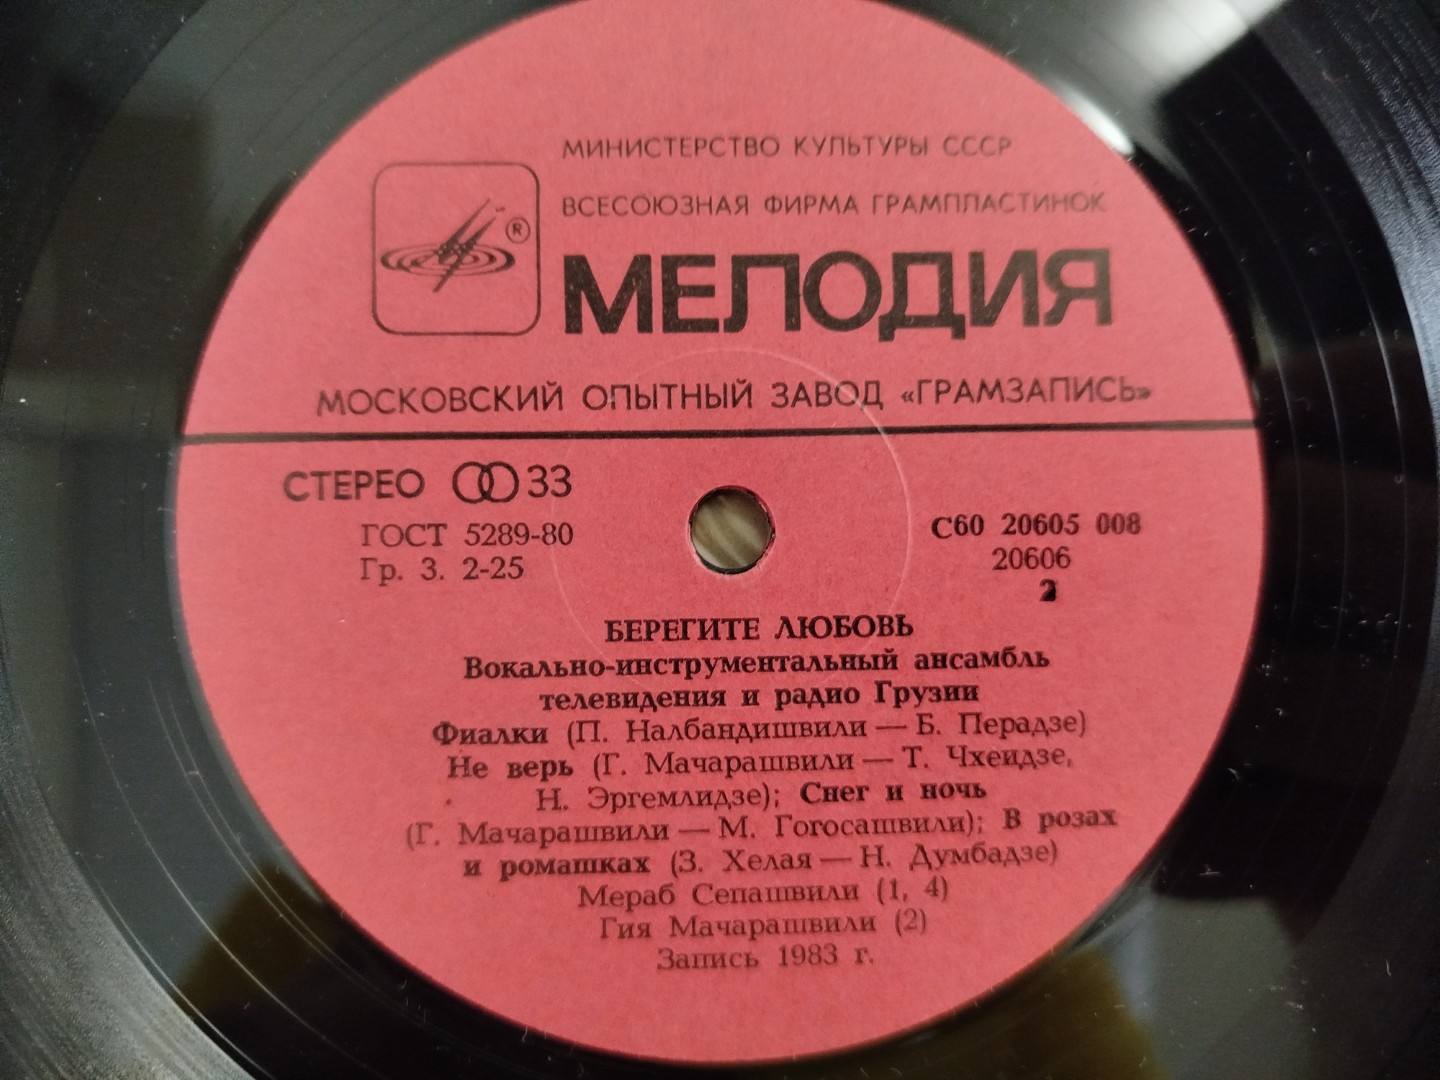 МИНИСТЕРСТВО КУЛЬТУРЫ СССР
ВСЕСОЮЗНАЯ ФИРМА ГРАМПЛАСТИНОК
®
МЕЛОДИЯ
МОСКОВСКИЙ ОПЫТНЫЙ ЗАВОД «ГРАМЗАПИСЬ»
СТЕРЕО 33
ГОСТ 5289-80
Гр. 3. 2-25
С60 20605 008
20606
2
БЕРЕГИТЕ ЛЮБОВЬ
Вокально-инструментальный ансамбль
телевидения и радио Грузии
Фиалки (П. Налбандишвили — Б. Перадзе)
Не верь (Г. Мачарашвили — Т. Чхеидзе,
Н. Эргемлидзе); Снег и ночь
(Г. Мачарашвили — М. Гогосашвили); В розах
и ромашках (З. Хелая — Н. Думбадзе)
Мераб Сепашвили (1, 4)
Гия Мачарашвили (2)
Запись 1983 г.